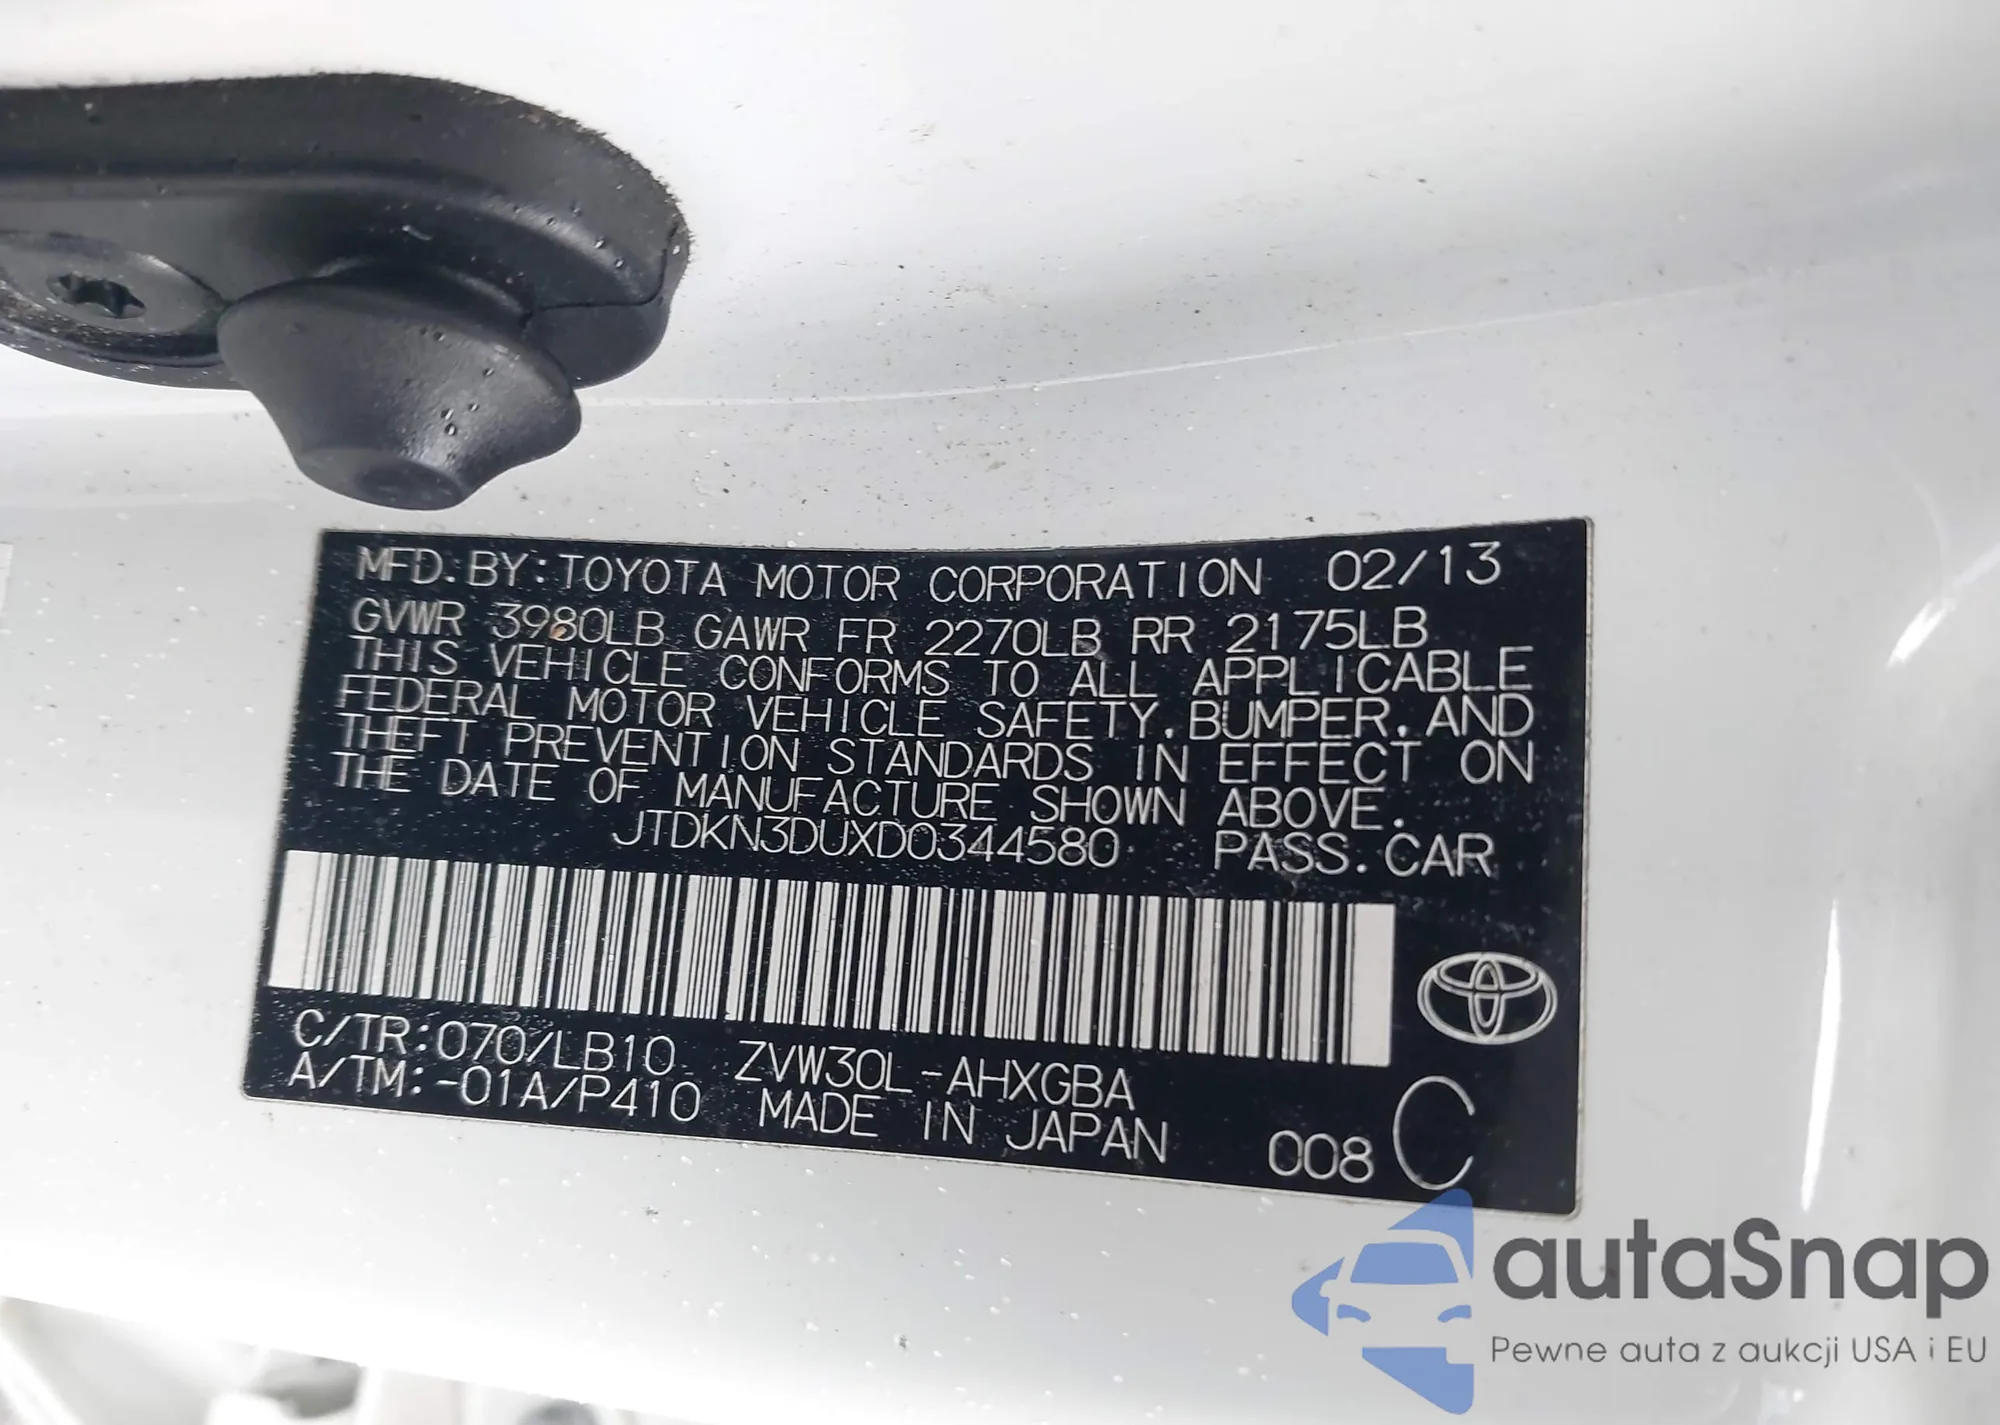 MFD. BY: TOYOTA MOTOR CORPORATION 02/13
GVWR 3980LB GAWR FR 2270LB RR 2175LB
THIS VEHICLE CONFORMS TO ALL APPLICABLE
FEDERAL MOTOR VEHICLE SAFETY, BUMPER, AND
THEFT PREVENTION STANDARDS IN EFFECT ON
THE DATE OF MANUFACTURE SHOWN ABOVE.
JTDKN3DUXD0344580 PASS. CAR
C/TR: 070/LB10 ZVW30L-AHXGBA
A/TM: -01A/P410 MADE IN JAPAN 008 C
autaSnap
Pewne auta z aukcji USA i EU